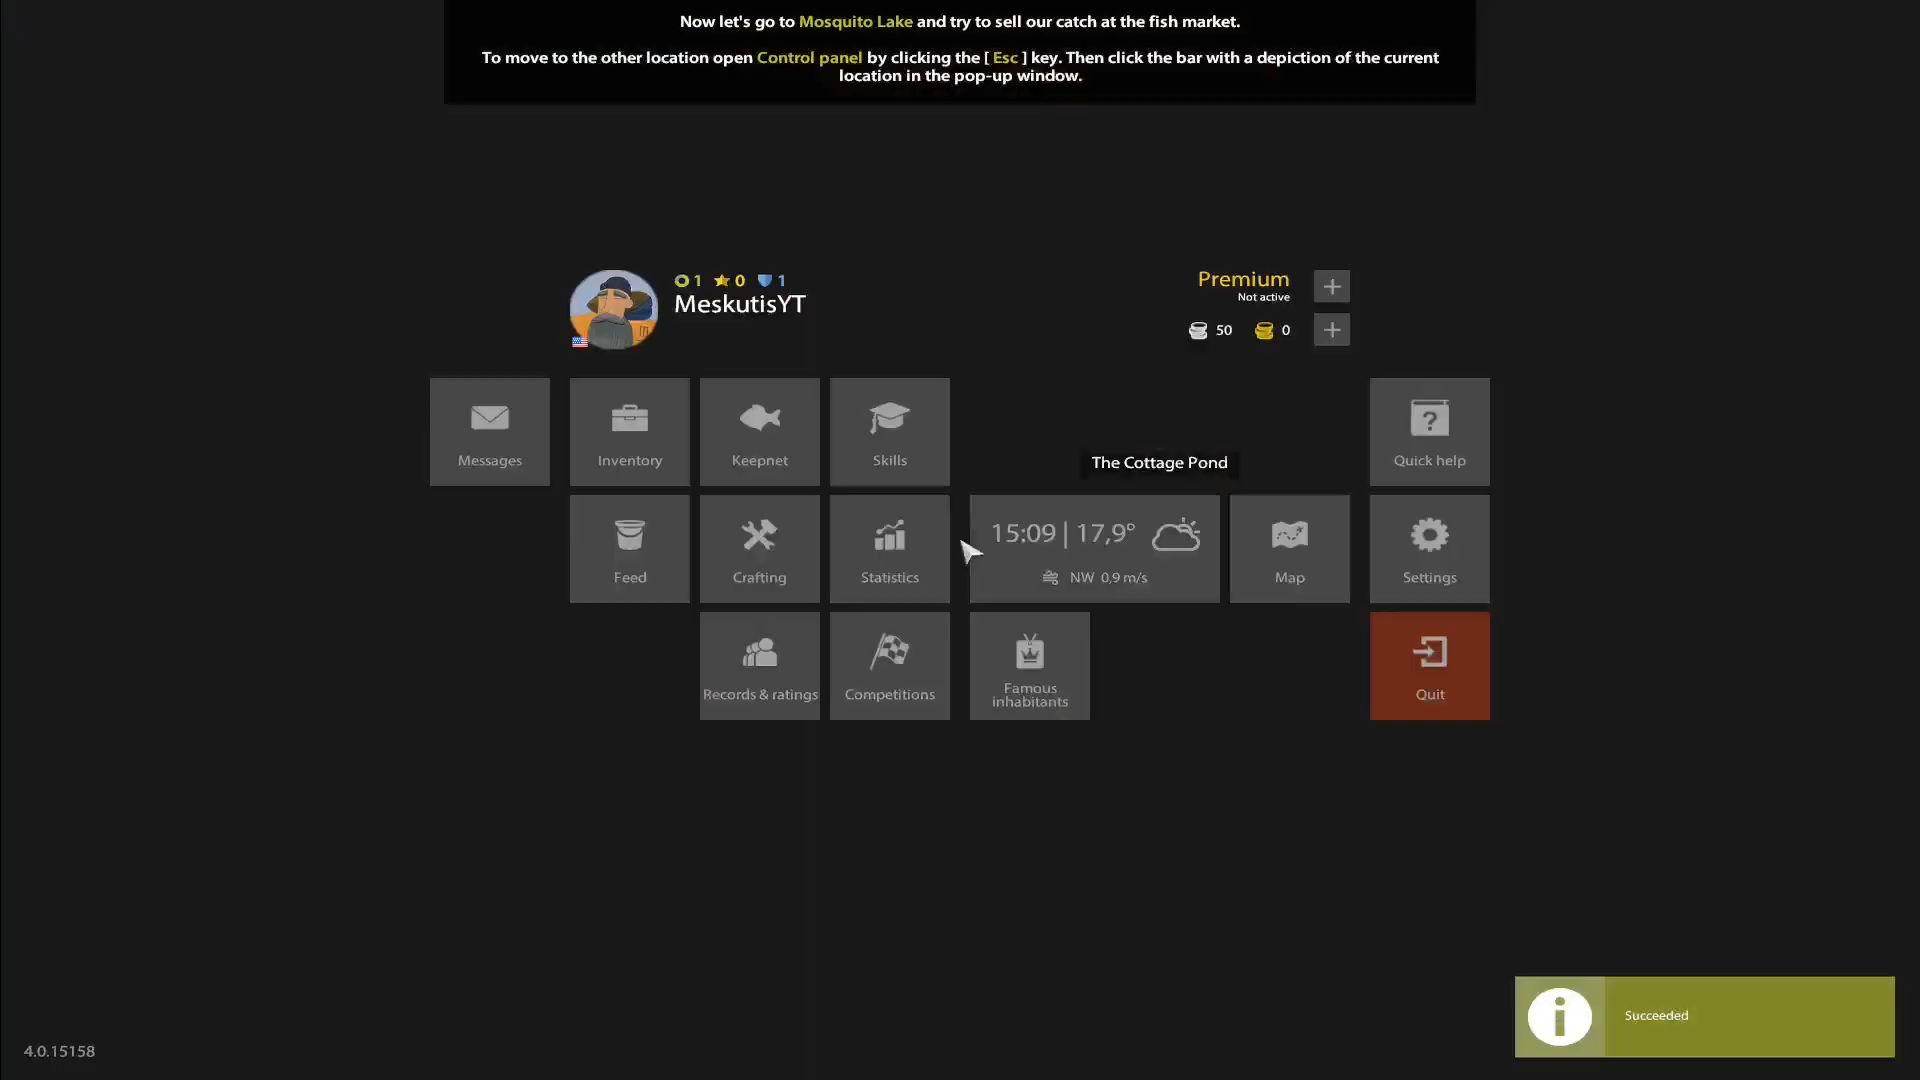 Now let's go to Mosquito Lake and try to sell our catch at the fish market.
To move to the other location open Control panel by clicking the [ Esc ] key. Then click the bar with a depiction of the current
location in the pop-up window.
1 0 1
MeskutisYT
Premium
Not active
50 0
Messages
Inventory
Keepnet
Skills
The Cottage Pond
Quick help
Feed
Crafting
Statistics
15:09 | 17,9°
NW 0,9 m/s
Map
Settings
Records & ratings
Competitions
Famous
inhabitants
Quit
Succeeded
4.0.15158